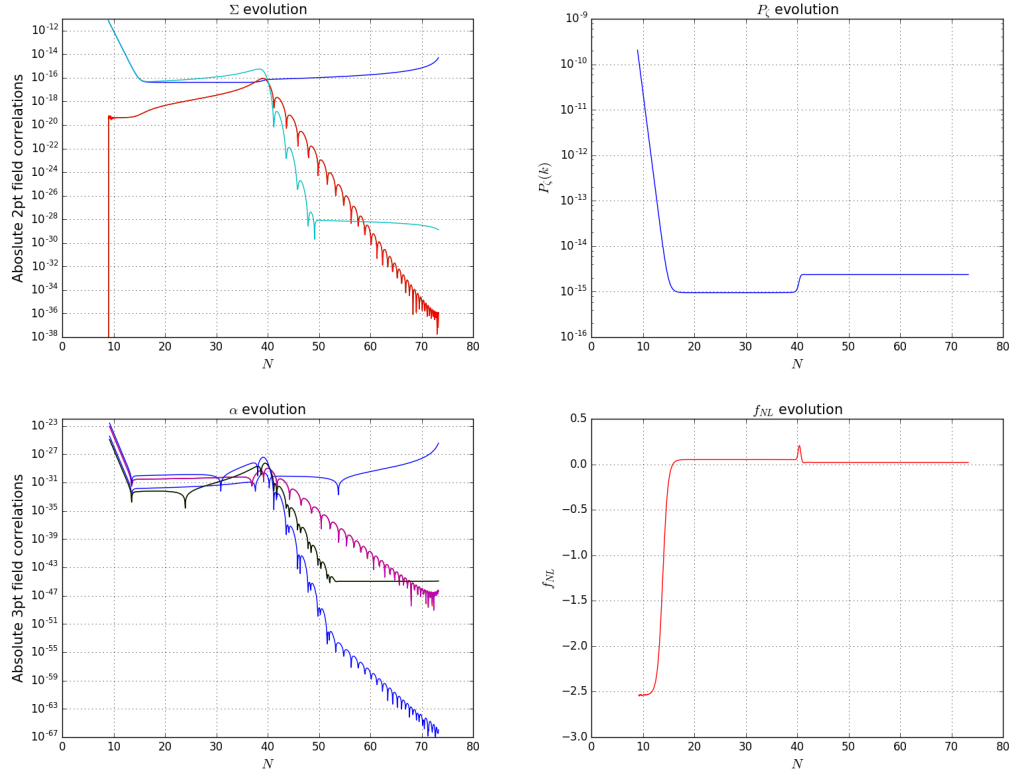 Σ evolution
Abosolute 2pt field correlations
10^-12
10^-14
10^-16
10^-18
10^-20
10^-22
10^-24
10^-26
10^-28
10^-30
10^-32
10^-34
10^-36
10^-38
0 10 20 30 40 50 60 70 80
N
P_ζ evolution
P_ζ(k)
10^-9
10^-10
10^-11
10^-12
10^-13
10^-14
10^-15
10^-16
0 10 20 30 40 50 60 70 80
N
α evolution
Absolute 3pt field correlations
10^-23
10^-27
10^-31
10^-35
10^-39
10^-43
10^-47
10^-51
10^-55
10^-59
10^-63
10^-67
0 10 20 30 40 50 60 70 80
N
f_NL evolution
f_NL
0.5
0.0
-0.5
-1.0
-1.5
-2.0
-2.5
-3.0
0 10 20 30 40 50 60 70 80
N